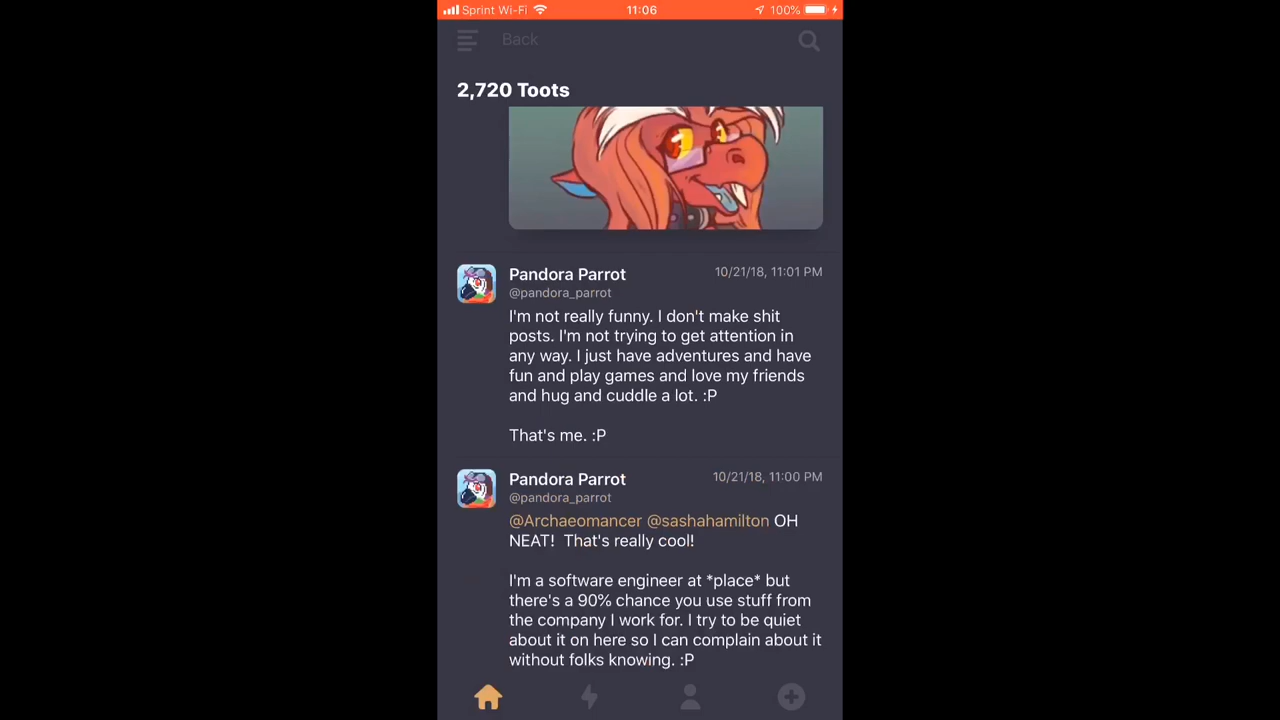 Sprint Wi-Fi 11:06 100%
Back
2,720 Toots
Pandora Parrot 10/21/18, 11:01 PM
@pandora_parrot
I'm not really funny. I don't make shit
posts. I'm not trying to get attention in
any way. I just have adventures and have
fun and play games and love my friends
and hug and cuddle a lot. :P
That's me. :P
Pandora Parrot 10/21/18, 11:00 PM
@pandora_parrot
@Archaeomancer @sashahamilton OH
NEAT!  That's really cool!
I'm a software engineer at *place* but
there's a 90% chance you use stuff from
the company I work for. I try to be quiet
about it on here so I can complain about it
without folks knowing. :P